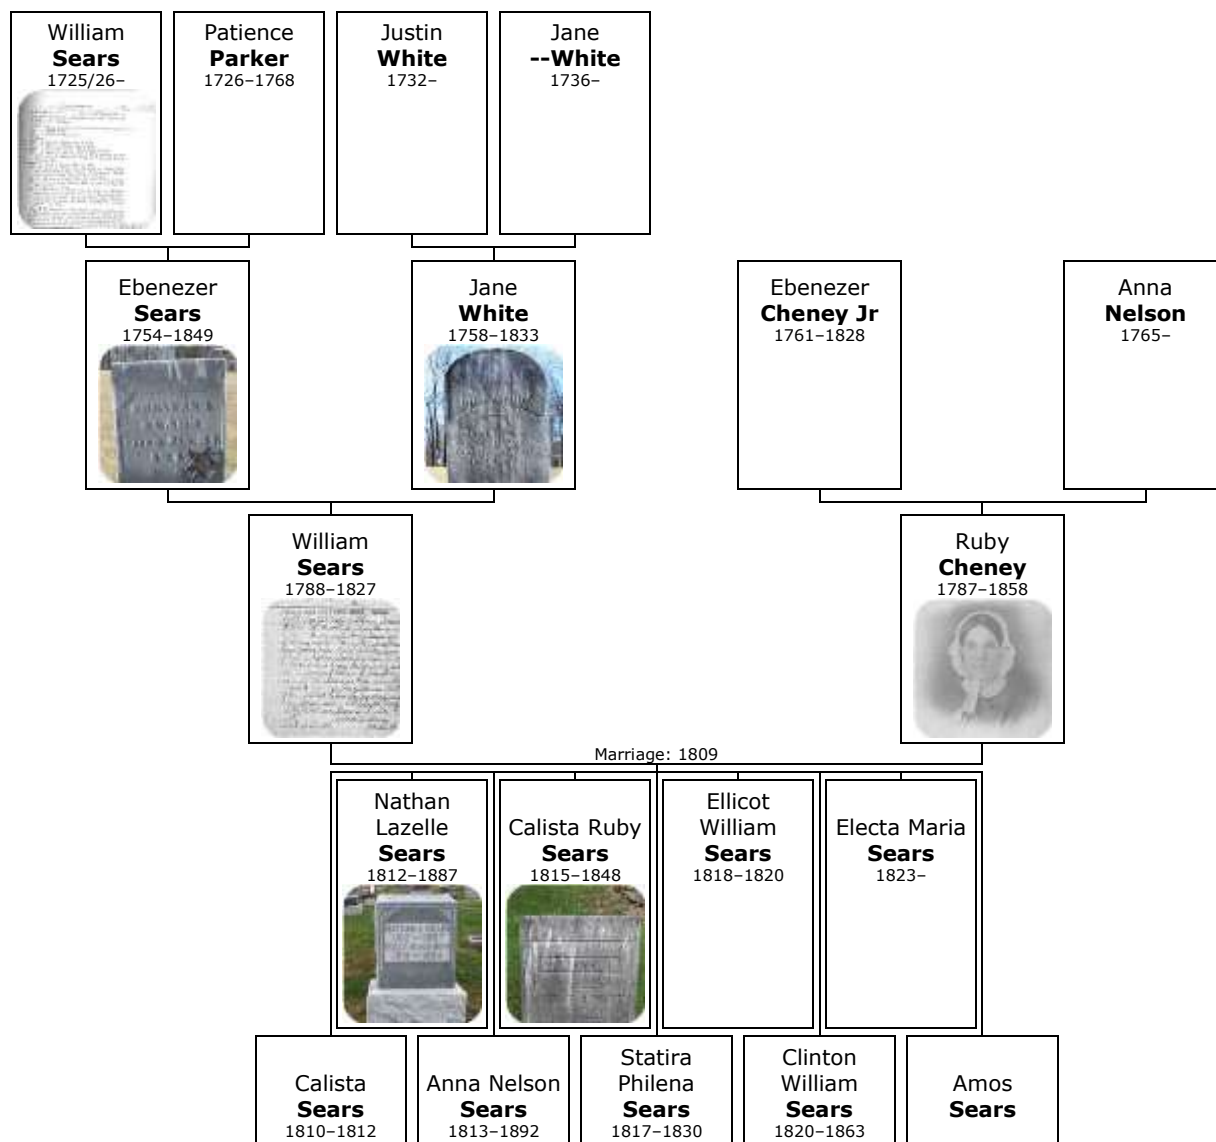 William
Sears
1725/26–
Patience
Parker
1726–1768
Justin
White
1732–
Jane
--White
1736–
Ebenezer
Sears
1754–1849
Jane
White
1758–1833
Ebenezer
Cheney Jr
1761–1828
Anna
Nelson
1765–
William
Sears
1788–1827
Ruby
Cheney
1787–1858
Marriage: 1809
Nathan
Lazelle
Sears
1812–1887
Calista Ruby
Sears
1815–1848
Ellicot
William
Sears
1818–1820
Electa Maria
Sears
1823–
Calista
Sears
1810–1812
Anna Nelson
Sears
1813–1892
Statira
Philena
Sears
1817–1830
Clinton
William
Sears
1820–1863
Amos
Sears